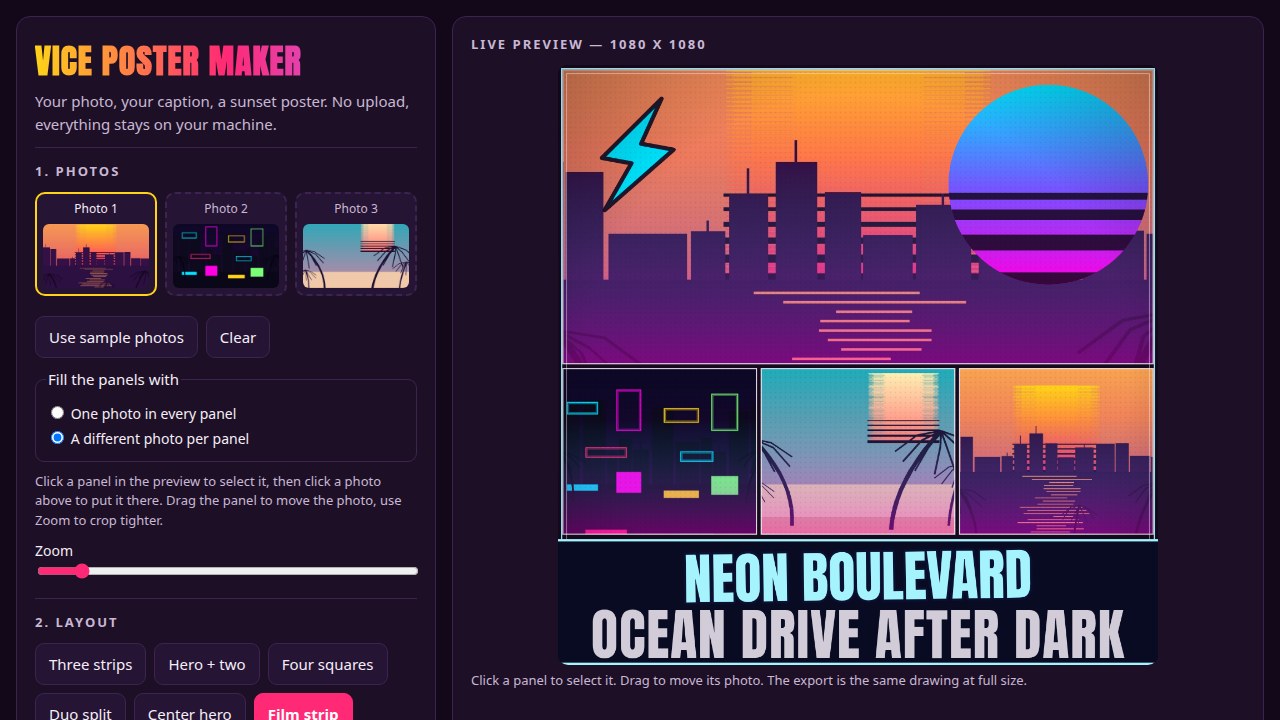 VICE POSTER MAKER
Your photo, your caption, a sunset poster. No upload,
everything stays on your machine.
1. PHOTOS
Photo 1
Photo 2
Photo 3
Use sample photos
Clear
Fill the panels with
One photo in every panel
A different photo per panel
Click a panel in the preview to select it, then click a photo
above to put it there. Drag the panel to move the photo, use
Zoom to crop tighter.
Zoom
2. LAYOUT
Three strips
Hero + two
Four squares
Duo split
Center hero
Film strip
LIVE PREVIEW — 1080 X 1080
NEON BOULEVARD
OCEAN DRIVE AFTER DARK
Click a panel to select it. Drag to move its photo. The export is the same drawing at full size.